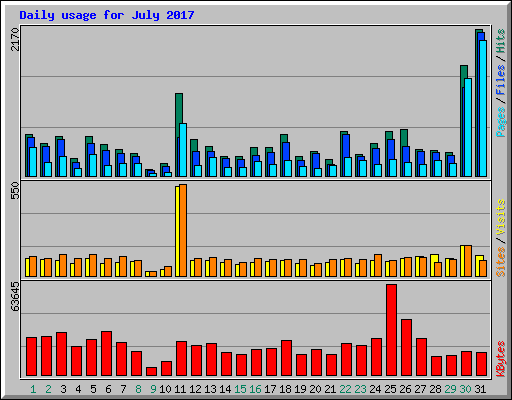 Daily usage for July 2017
2170
Pages / Files / Hits
560
Sites / Visits
63645
KBytes
1 2 3 4 5 6 7 8 9 10 11 12 13 14 15 16 17 18 19 20 21 22 23 24 25 26 27 28 29 30 31